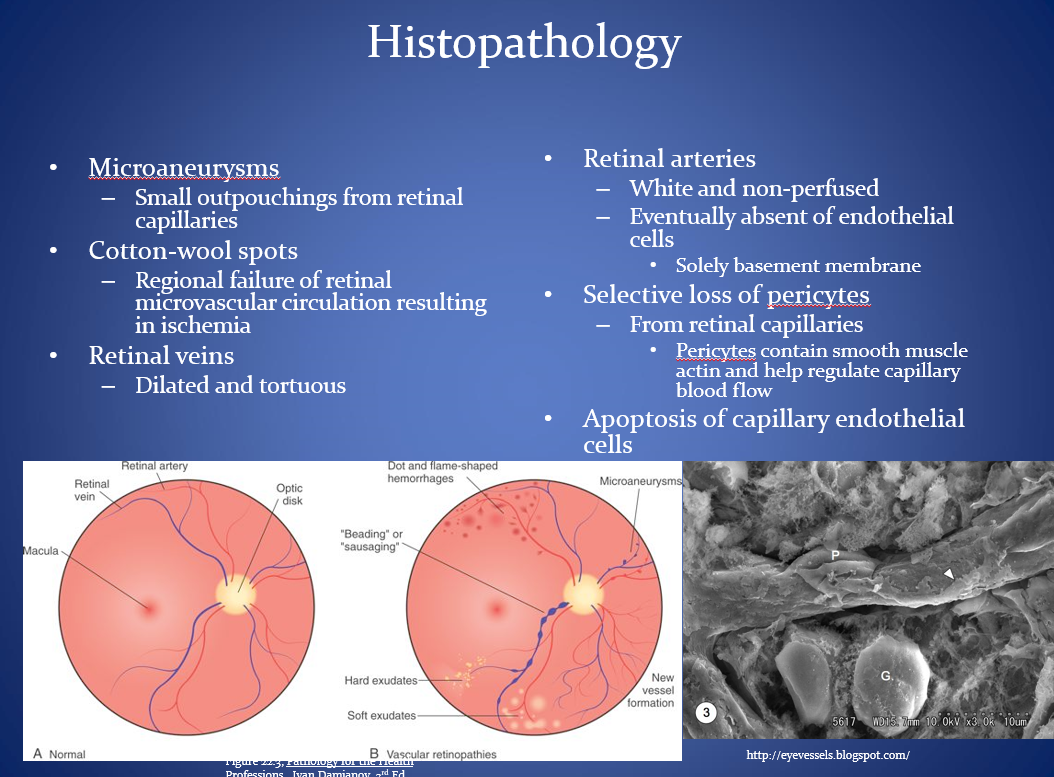 Histopathology
• Microaneurysms
– Small outpouchings from retinal
capillaries
• Cotton-wool spots
– Regional failure of retinal
microvascular circulation resulting
in ischemia
• Retinal veins
– Dilated and tortuous
• Retinal arteries
– White and non-perfused
– Eventually absent of endothelial
cells
• Solely basement membrane
• Selective loss of pericytes
– From retinal capillaries
• Pericytes contain smooth muscle
actin and help regulate capillary
blood flow
• Apoptosis of capillary endothelial
cells
Retinal artery
Retinal
vein
Optic
disk
Macula
A Normal
Dot and flame-shaped
hemorrhages
Microaneurysms
"Beading" or
"sausaging"
Hard exudates
Soft exudates
New
vessel
formation
B Vascular retinopathies
P
G
3
5617 WD15.7mm 10.0kV x3.0k 10um
Figure 22.3, Pathology for the Health
Professions, Ivan Damjanov, 3rd Ed
http://eyevessels.blogspot.com/